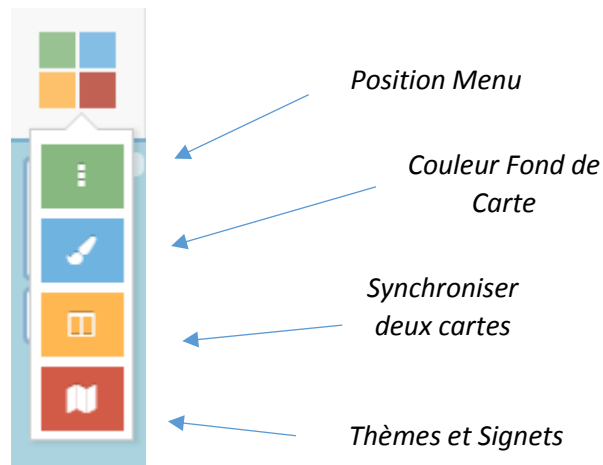 Position Menu
Couleur Fond de
Carte
Synchroniser
deux cartes
Thèmes et Signets